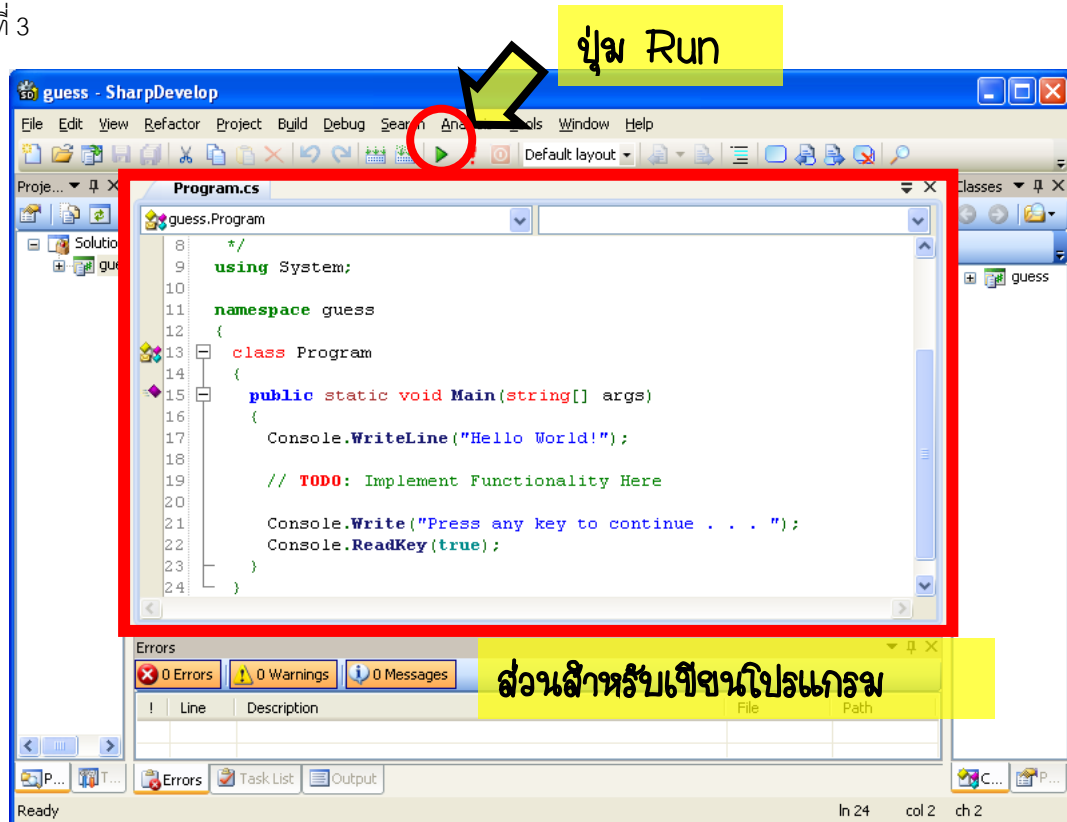 ที่ 3
ปุ่ม Run
guess - SharpDevelop
File Edit View Refactor Project Build Debug Search Window Help
Default layout
Proje...
Program.cs
Classes
guess.Program
Solutio
gue
guess
8 */
9 using System;
10
11 namespace guess
12 {
13 class Program
14 {
15 public static void Main(string[] args)
16 {
17 Console.WriteLine("Hello World!");
18
19 // TODO: Implement Functionality Here
20
21 Console.Write("Press any key to continue . . . ");
22 Console.ReadKey(true);
23 }
24 }
Errors
0 Errors 0 Warnings 0 Messages
ส่วนสำหรับเขียนโปรแกรม
! Line Description File Path
P... T... Errors Task List Output C... P...
Ready ln 24 col 2 ch 2